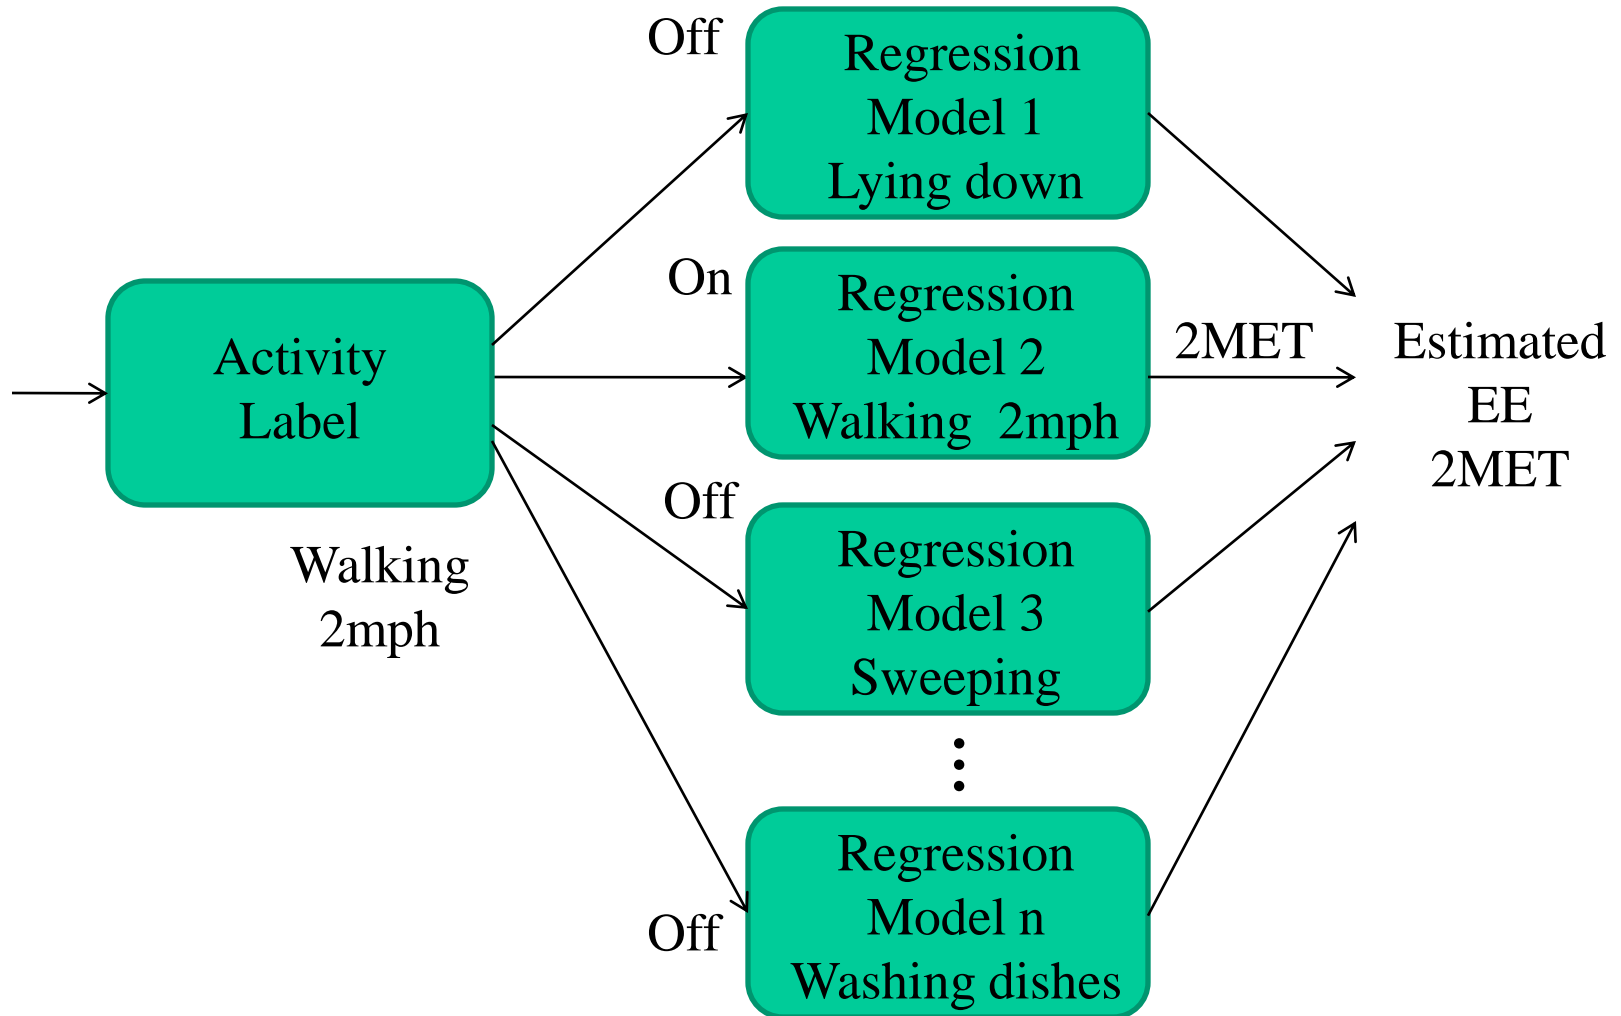 Off
Regression
Model 1
Lying down
On
Regression
Model 2
Walking 2mph
2MET
Estimated
EE
2MET
Activity
Label
Walking
2mph
Off
Regression
Model 3
Sweeping
Off
Regression
Model n
Washing dishes